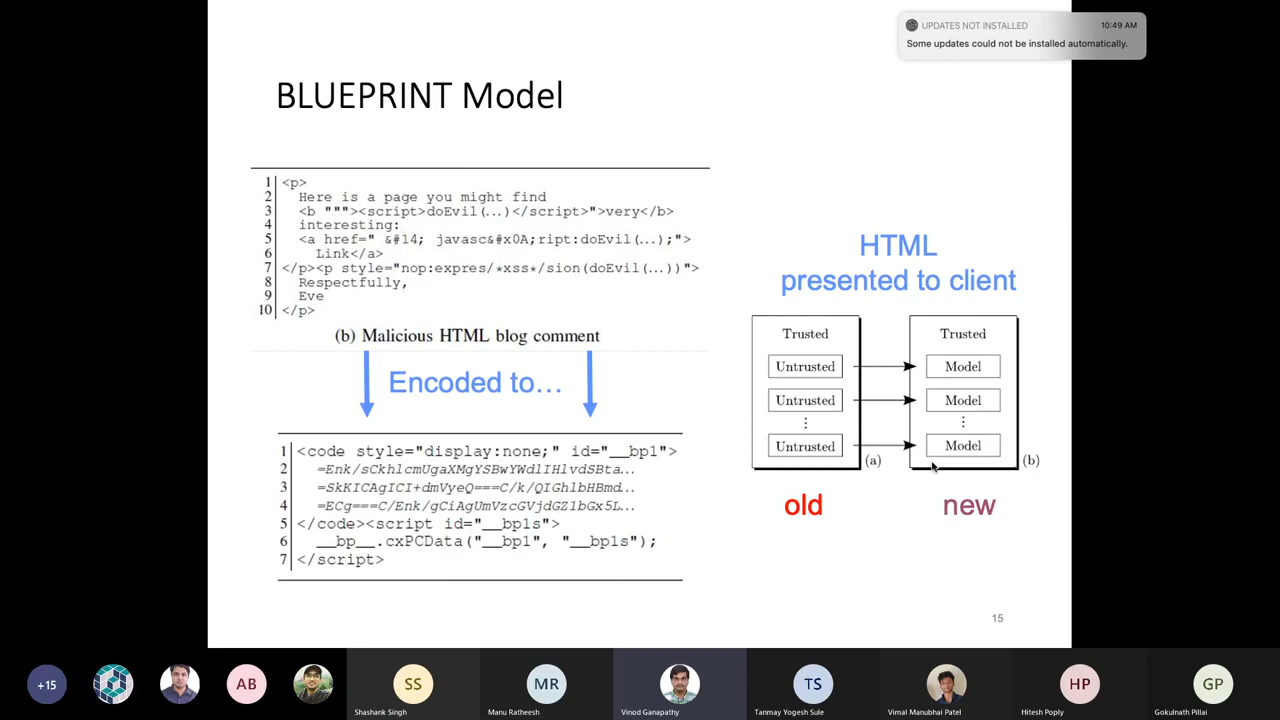 UPDATES NOT INSTALLED 10:49 AM
Some updates could not be installed automatically.
BLUEPRINT Model
1 <p>
2 Here is a page you might find
3 <b """><script>doEvil(...)</script>">very</b>
4 interesting:
5 <a href=" &#14; javasc&#x0A;ript:doEvil(...);">
6 Link</a>
7 </p><p style="nop:expres/*xss*/sion(doEvil(...))">
8 Respectfully,
9 Eve
10 </p>
(b) Malicious HTML blog comment
Encoded to…
1 <code style="display:none;" id="__bp1">
2 =Enk/sCkhlcmUgaXMgYSBwYWdlIHlvdSBta...
3 =SkKICAgICI+dmVyeQ===C/k/QIGhlbHBmd...
4 =ECg===C/Enk/gCiAgUmVzcGVjdGZ1bGx5L...
5 </code><script id="__bp1s">
6 __bp__.cxPCData("__bp1", "__bp1s");
7 </script>
HTML
presented to client
Trusted
Untrusted
Untrusted
⋮
Untrusted
(a)
Trusted
Model
Model
⋮
Model
(b)
old
new
15
+15
AB
SS
Shashank Singh
MR
Manu Ratheesh
Vinod Ganapathy
TS
Tanmay Yogesh Sule
Vimal Manubhai Patel
HP
Hitesh Poply
GP
Gokulnath Pillai